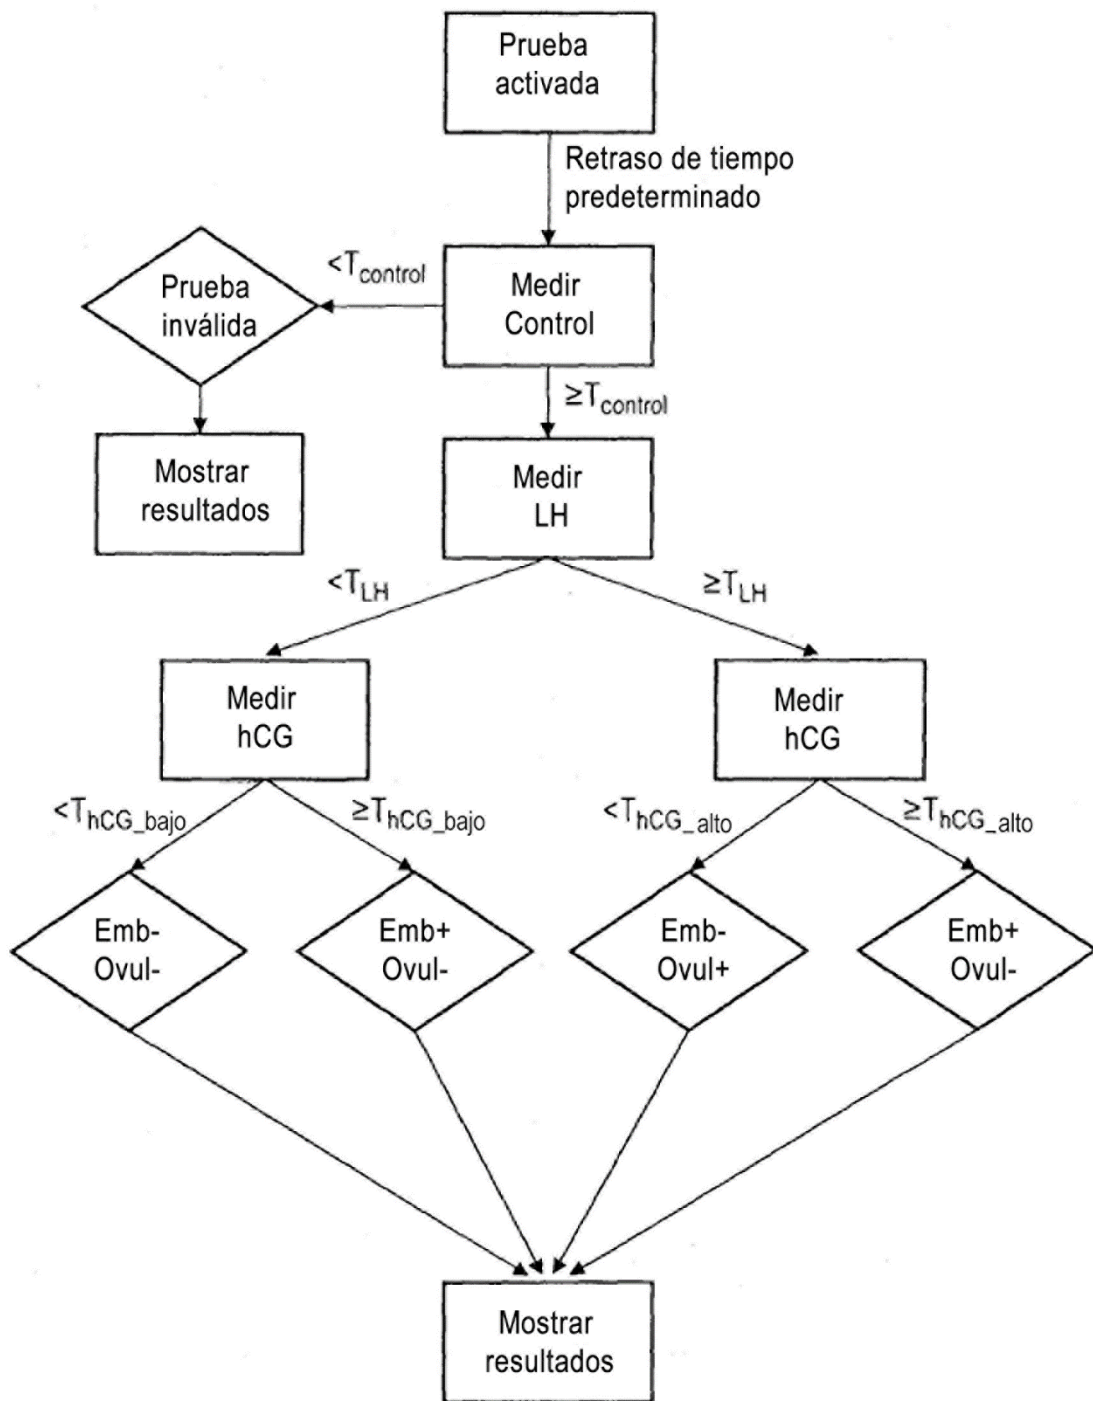 Prueba
activada
Retraso de tiempo
predeterminado
<Tcontrol
Prueba
inválida
Medir
Control
≥Tcontrol
Mostrar
resultados
Medir
LH
<TLH
≥TLH
Medir
hCG
Medir
hCG
<ThCG_bajo
≥ThCG_bajo
<ThCG_alto
≥ThCG_alto
Emb-
Ovul-
Emb+
Ovul-
Emb-
Ovul+
Emb+
Ovul-
Mostrar
resultados